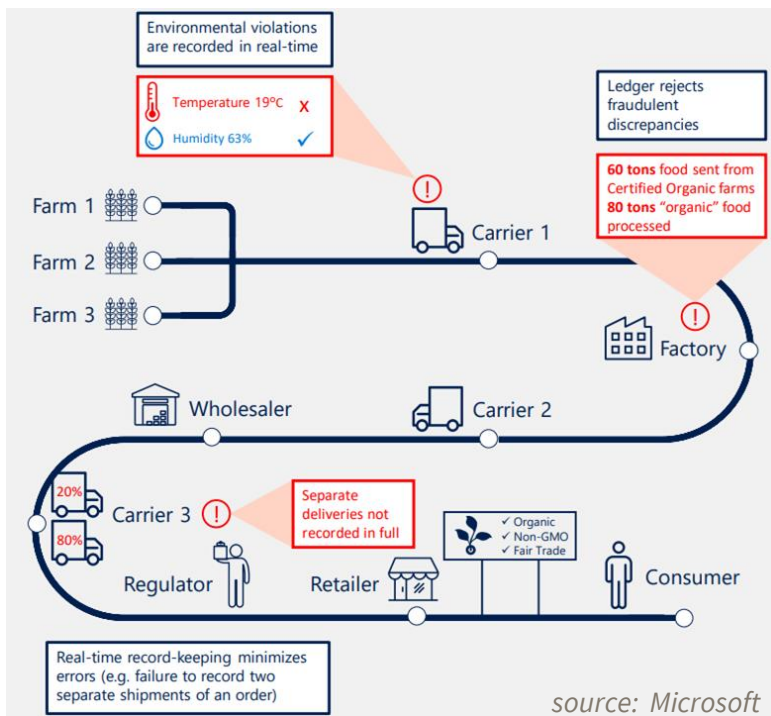 Environmental violations
are recorded in real-time
Temperature 19°C x
Humidity 63% ✓
Ledger rejects
fraudulent
discrepancies
60 tons food sent from
Certified Organic farms
80 tons “organic” food
processed
Farm 1
Farm 2
Farm 3
Carrier 1
Factory
Wholesaler
Carrier 2
20%
80%
Carrier 3
Separate
deliveries not
recorded in full
✓ Organic
✓ Non-GMO
✓ Fair Trade
Regulator
Retailer
Consumer
Real-time record-keeping minimizes
errors (e.g. failure to record two
separate shipments of an order)
source: Microsoft